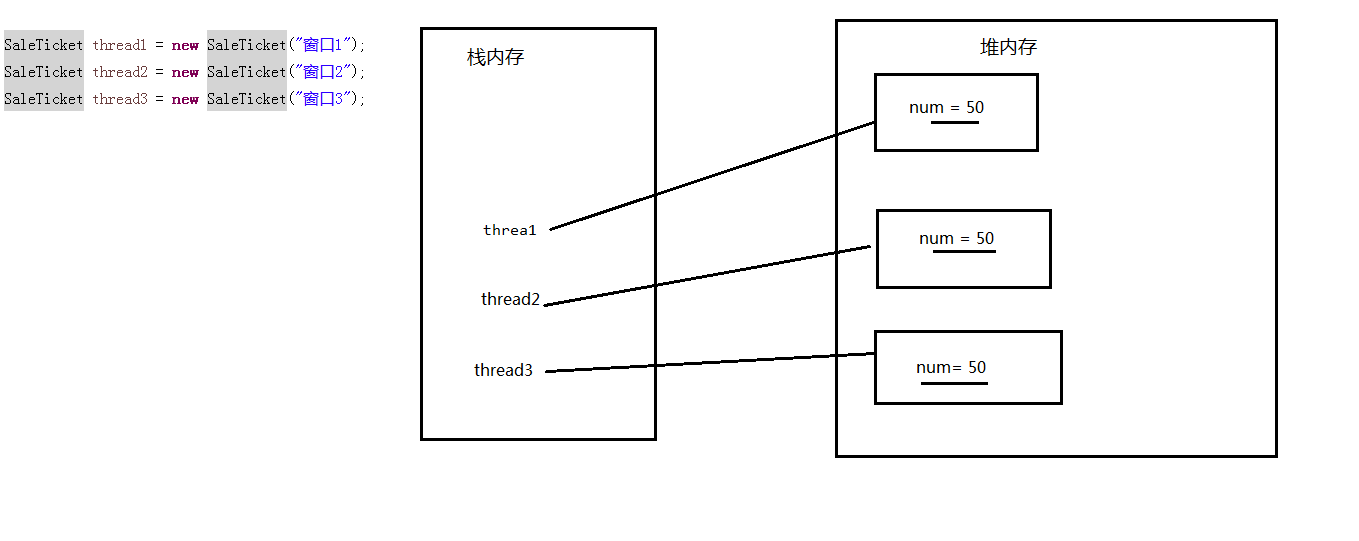 SaleTicket thread1 = new SaleTicket("窗口1");
SaleTicket thread2 = new SaleTicket("窗口2");
SaleTicket thread3 = new SaleTicket("窗口3");
栈内存
threa1
thread2
thread3
堆内存
num = 50
num = 50
num= 50